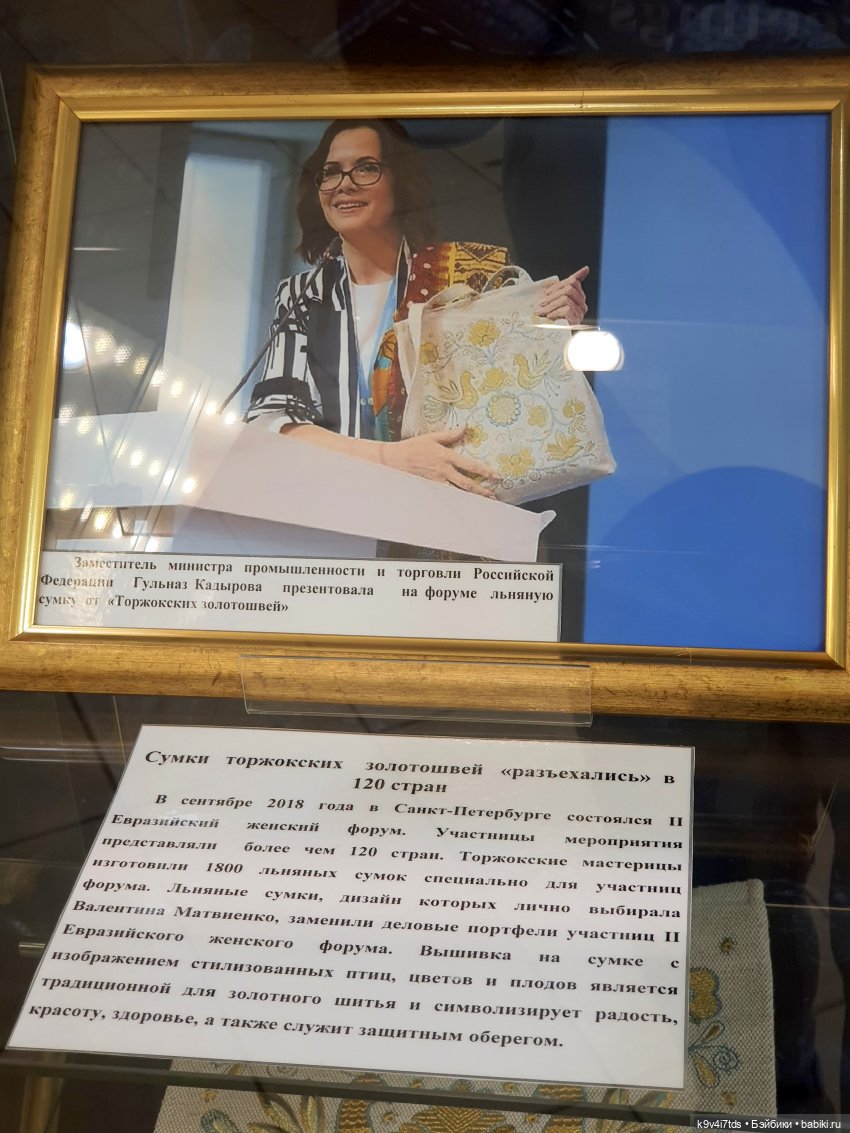 Заместитель министра промышленности и торговли Российской
Федерации Гульназ Кадырова презентовала на форуме льняную
сумку от «Торжокских золотошвей»
Сумки торжокских золотошвей «разъехались» в
120 стран
В сентябре 2018 года в Санкт-Петербурге состоялся II
Евразийский женский форум. Участницы мероприятия
представляли более чем 120 стран. Торжокские мастерицы
изготовили 1800 льняных сумок специально для участниц
форума. Льняные сумки, дизайн которых лично выбирала
Валентина Матвиенко, заменили деловые портфели участниц II
Евразийского женского форума. Вышивка на сумке с
изображением стилизованных птиц, цветов и плодов является
традиционной для золотного шитья и символизирует радость,
красоту, здоровье, а также служит защитным оберегом.
k9v4i7tds • Бэйбики • babiki.ru